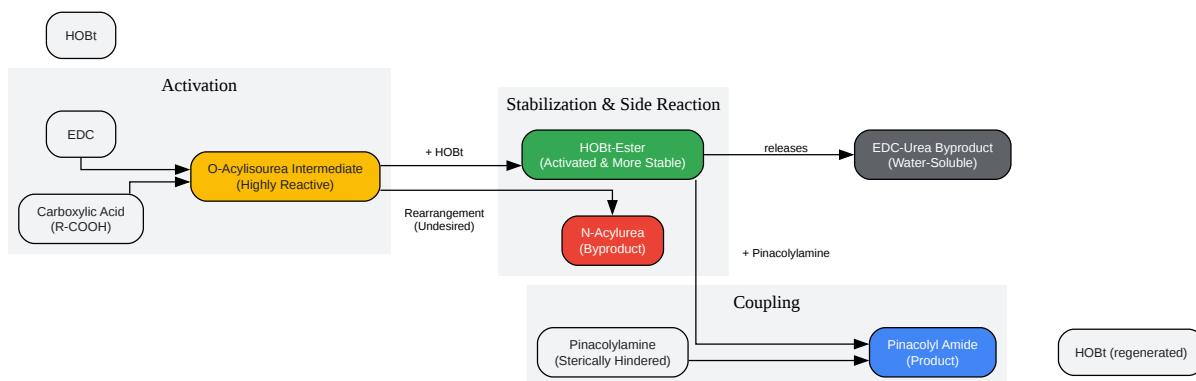 HOBt
Activation
EDC
Carboxylic Acid
(R-COOH)
O-Acylisourea Intermediate
(Highly Reactive)
+ HOBt
Rearrangement
(Undesired)
Stabilization & Side Reaction
HOBt-Ester
(Activated & More Stable)
N-Acylurea
(Byproduct)
releases
EDC-Urea Byproduct
(Water-Soluble)
+ Pinacolylamine
Coupling
Pinacolylamine
(Sterically Hindered)
Pinacolyl Amide
(Product)
HOBt (regenerated)